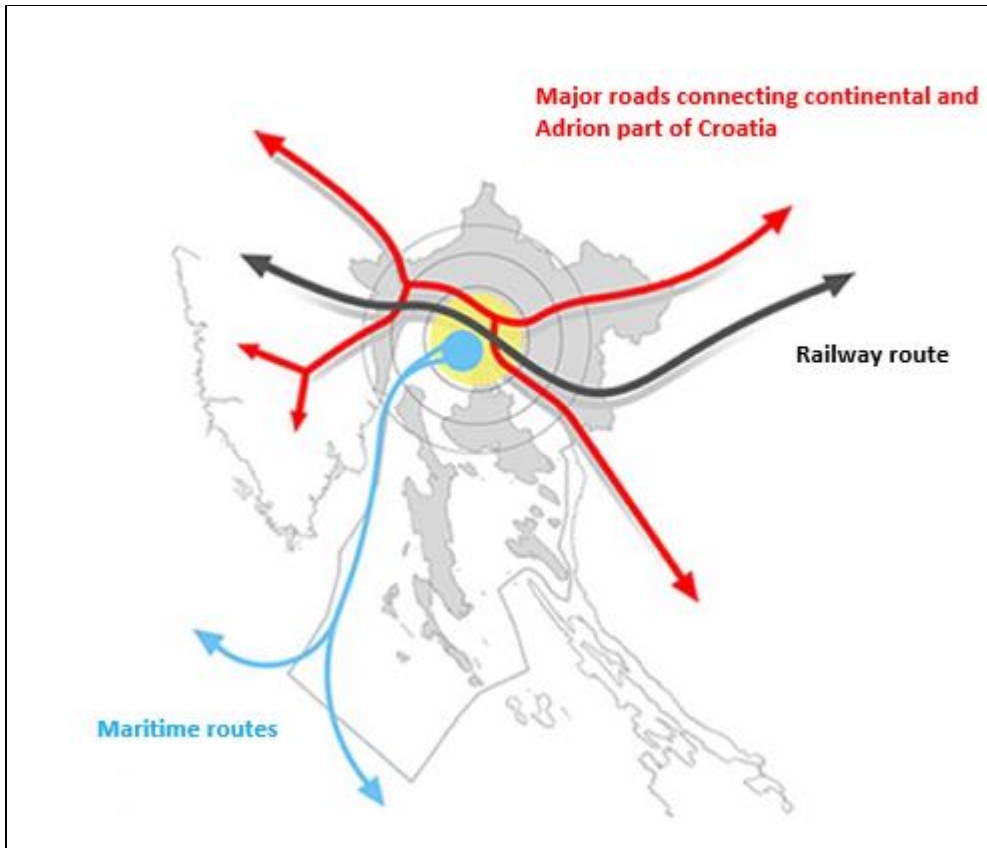 Major roads connecting continental and
Adrion part of Croatia
Railway route
Maritime routes